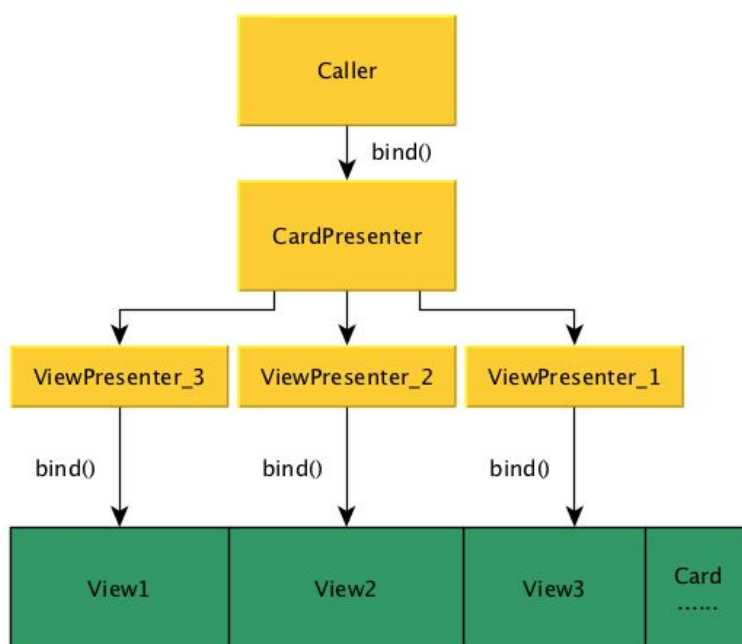 Caller
bind()
CardPresenter
ViewPresenter_3
ViewPresenter_2
ViewPresenter_1
bind()
bind()
bind()
View1
View2
View3
Card
......